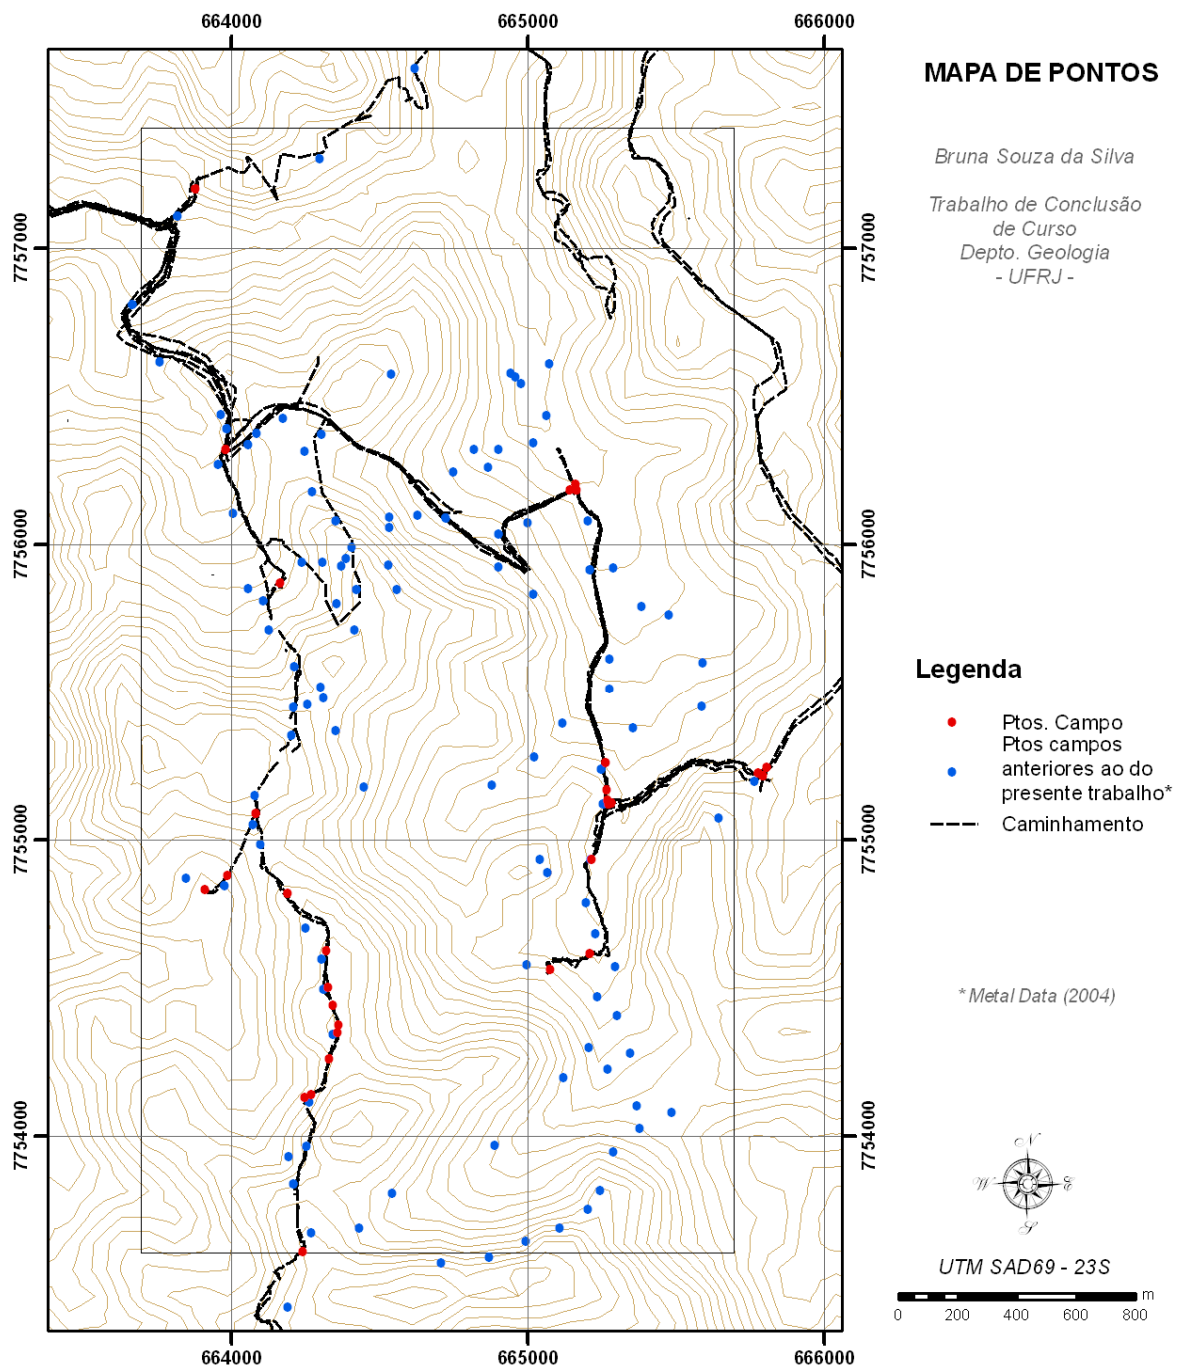 664000
665000
666000
MAPA DE PONTOS
Bruna Souza da Silva
Trabalho de Conclusão
de Curso
Depto. Geologia
- UFRJ -
7757000
7757000
7756000
7756000
Legenda
Ptos. Campo
Ptos campos
anteriores ao do
presente trabalho*
Caminhamento
7755000
7755000
*Metal Data (2004)
7754000
7754000
N
W
E
S
UTM SAD69 - 23S
m
0 200 400 600 800
664000
665000
666000